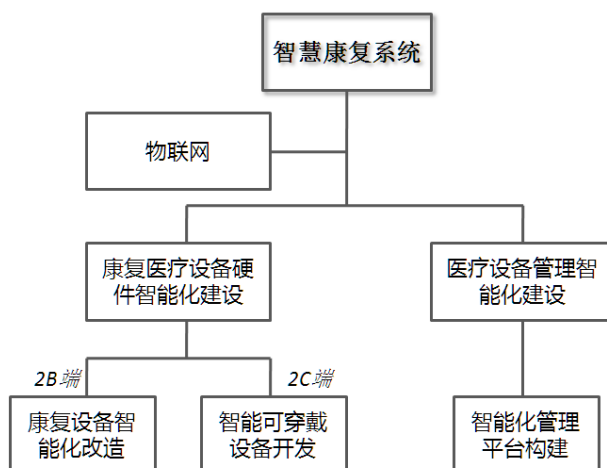 智慧康复系统
物联网
康复医疗设备硬
件智能化建设
医疗设备管理智
能化建设
2B端
2C端
康复设备智
能化改造
智能可穿戴
设备开发
智能化管理
平台构建